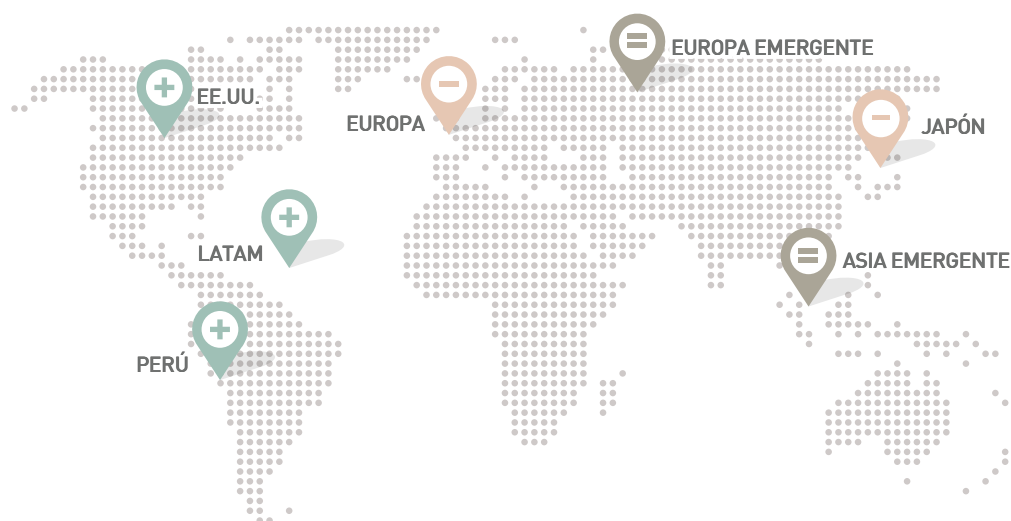 EUROPA EMERGENTE
EE.UU.
EUROPA
JAPÓN
LATAM
ASIA EMERGENTE
PERÚ